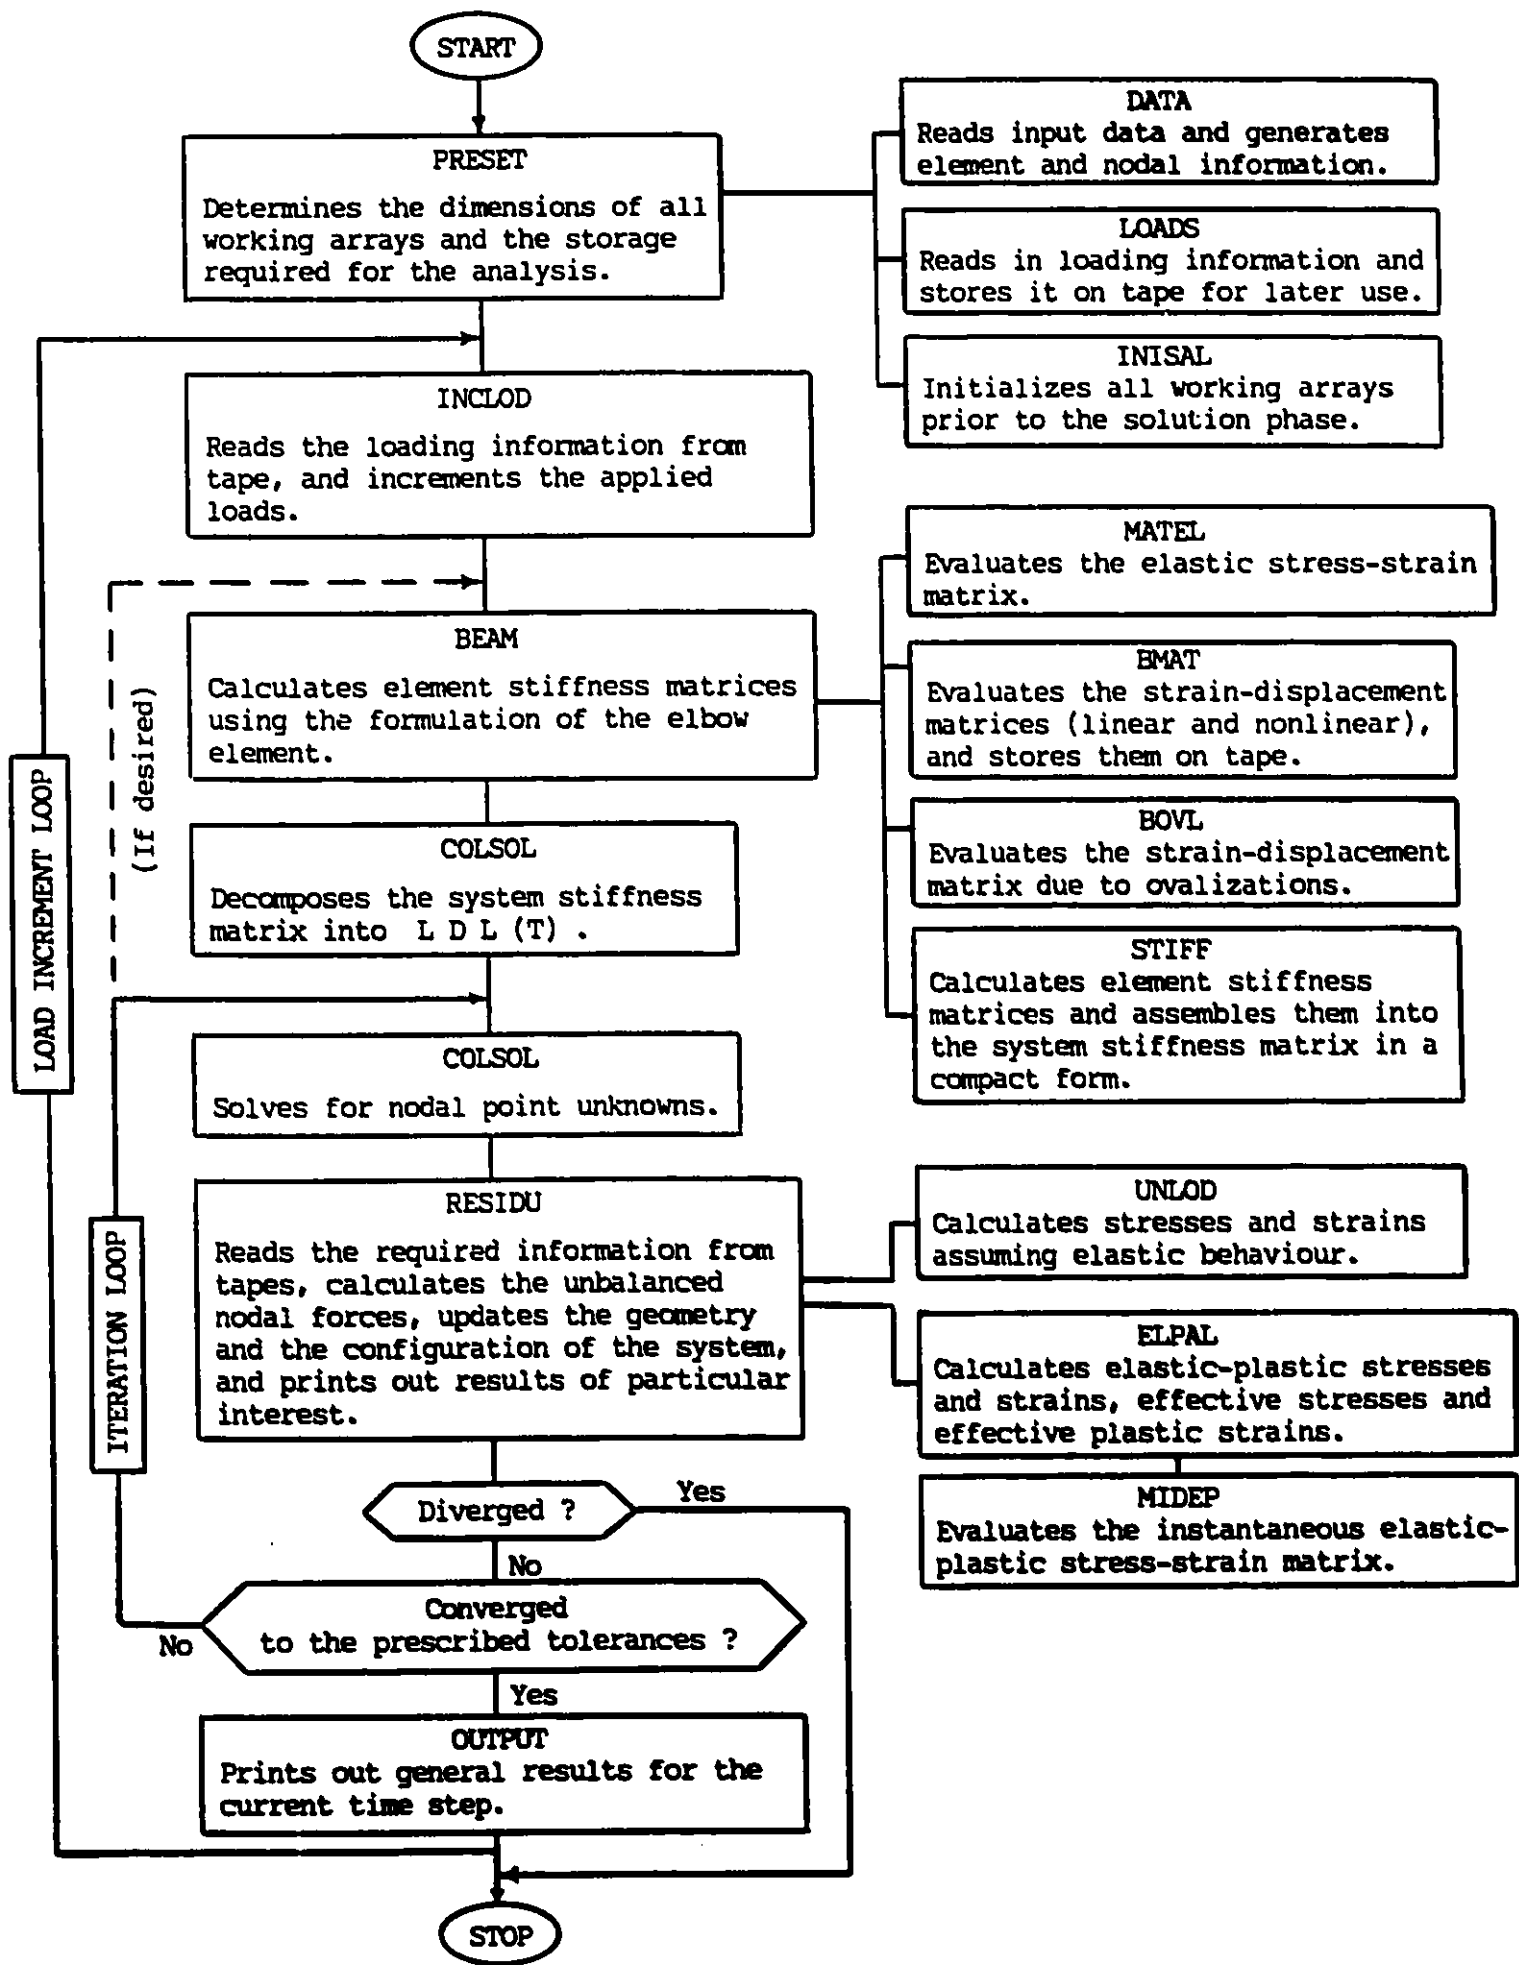 START
PRESET
Determines the dimensions of all
working arrays and the storage
required for the analysis.
DATA
Reads input data and generates
element and nodal information.
LOADS
Reads in loading information and
stores it on tape for later use.
INISAL
Initializes all working arrays
prior to the solution phase.
INCLOD
Reads the loading information from
tape, and increments the applied
loads.
BEAM
Calculates element stiffness matrices
using the formulation of the elbow
element.
MATEL
Evaluates the elastic stress-strain
matrix.
BMAT
Evaluates the strain-displacement
matrices (linear and nonlinear),
and stores them on tape.
BOVL
Evaluates the strain-displacement
matrix due to ovalizations.
STIFF
Calculates element stiffness
matrices and assembles them into
the system stiffness matrix in a
compact form.
(If desired)
LOAD INCREMENT LOOP
COLSOL
Decomposes the system stiffness
matrix into L D L (T) .
COLSOL
Solves for nodal point unknowns.
RESIDU
Reads the required information from
tapes, calculates the unbalanced
nodal forces, updates the geometry
and the configuration of the system,
and prints out results of particular
interest.
UNLOD
Calculates stresses and strains
assuming elastic behaviour.
ELPAL
Calculates elastic-plastic stresses
and strains, effective stresses and
effective plastic strains.
MIDEP
Evaluates the instantaneous elastic-
plastic stress-strain matrix.
ITERATION LOOP
Diverged ?
Yes
No
Converged
to the prescribed tolerances ?
No
Yes
OUTPUT
Prints out general results for the
current time step.
STOP